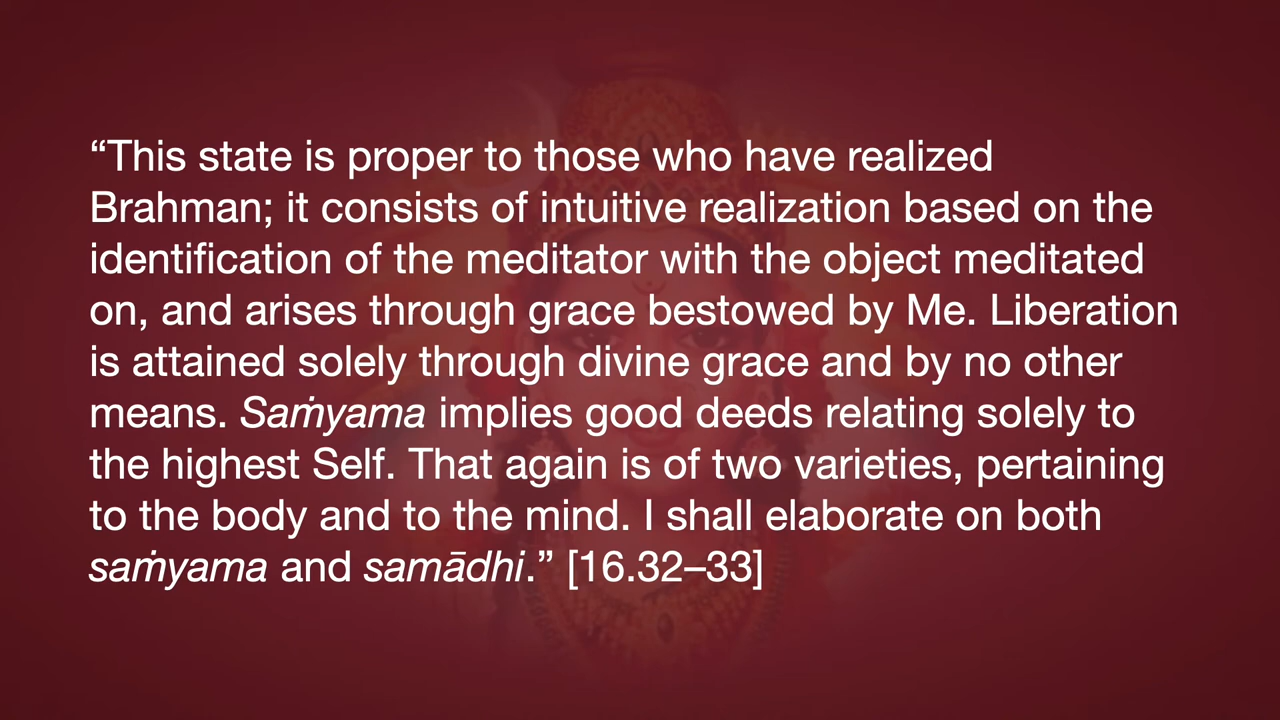 “This state is proper to those who have realized
Brahman; it consists of intuitive realization based on the
identification of the meditator with the object meditated
on, and arises through grace bestowed by Me. Liberation
is attained solely through divine grace and by no other
means. Saṁyama implies good deeds relating solely to
the highest Self. That again is of two varieties, pertaining
to the body and to the mind. I shall elaborate on both
saṁyama and samādhi.” [16.32–33]